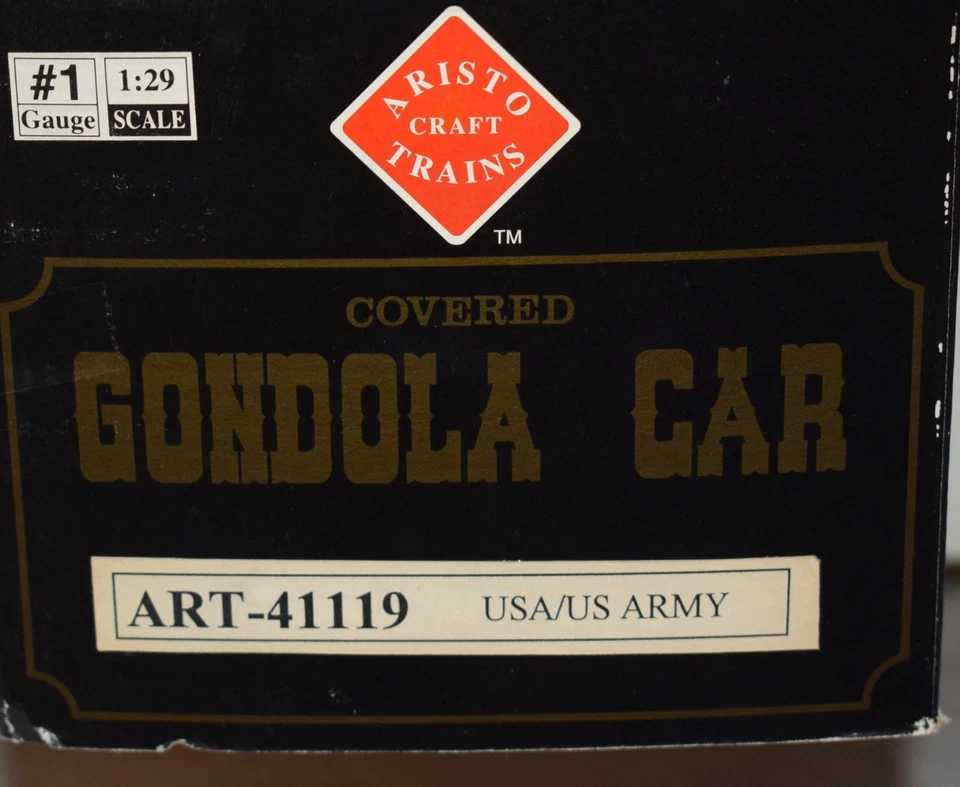 #1
Gauge
1:29
SCALE
ARISTO
CRAFT
TRAINS
TM
COVERED
GONDOLA CAR
ART-41119 USA/US ARMY